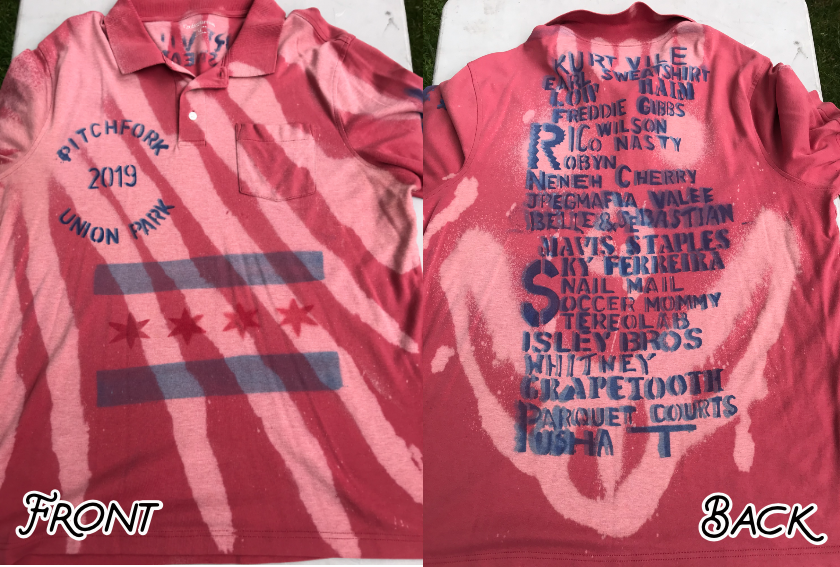 PITCHFORK
2019
UNION PARK
FRONT
KURT VILE
EARL SWEATSHIRT
LOW HAIM
FREDDIE GIBBS
RICO WILSON NASTY
ROBYN
NENEH CHERRY
JPEGMAFIA VALEE
BELLE & SEBASTIAN
MAVIS STAPLES
SKY FERREIRA
SNAIL MAIL
SOCCER MOMMY
STEREOLAB
ISLEY BROS
WHITNEY
GRAPETOOTH
PARQUET COURTS
PUSHA T
BACK